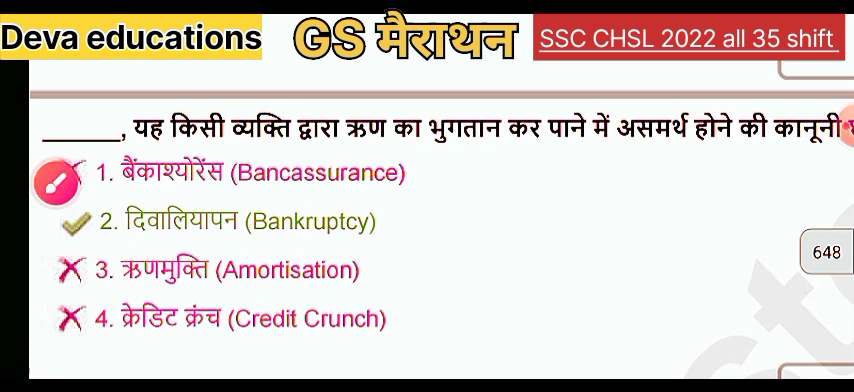 Deva educations GS मैराथन SSC CHSL 2022 all 35 shift
______, यह किसी व्यक्ति द्वारा ऋण का भुगतान कर पाने में असमर्थ होने की कानूनी
1. बैंकाश्योरेंस (Bancassurance)
2. दिवालियापन (Bankruptcy)
648
3. ऋणमुक्ति (Amortisation)
4. क्रेडिट क्रंच (Credit Crunch)